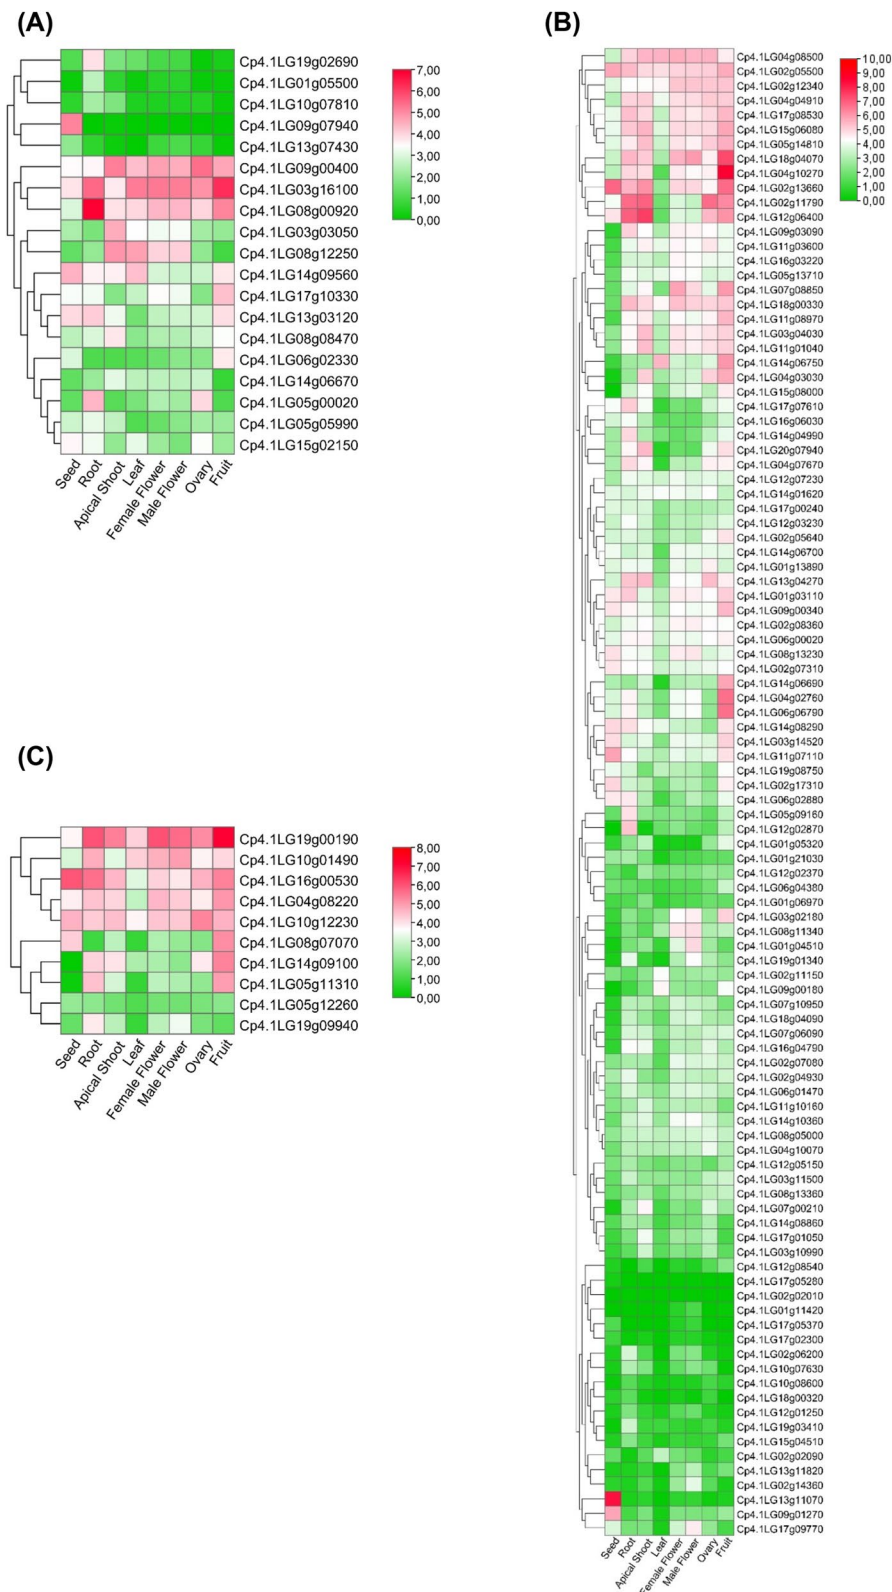 (A)
Cp4.1LG19g02690
Cp4.1LG01g05500
Cp4.1LG10g07810
Cp4.1LG09g07940
Cp4.1LG13g07430
Cp4.1LG09g00400
Cp4.1LG03g16100
Cp4.1LG08g00920
Cp4.1LG03g03050
Cp4.1LG08g12250
Cp4.1LG14g09560
Cp4.1LG17g10330
Cp4.1LG13g03120
Cp4.1LG08g08470
Cp4.1LG06g02330
Cp4.1LG14g06670
Cp4.1LG05g00020
Cp4.1LG05g05990
Cp4.1LG15g02150
Seed
Root
Apical Shoot
Leaf
Female Flower
Male Flower
Ovary
Fruit
7,00
6,00
5,00
4,00
3,00
2,00
1,00
0,00
(B)
Cp4.1LG04g08500
Cp4.1LG02g05500
Cp4.1LG02g12340
Cp4.1LG04g04910
Cp4.1LG17g08530
Cp4.1LG15g06080
Cp4.1LG05g14810
Cp4.1LG18g04070
Cp4.1LG04g10270
Cp4.1LG02g13660
Cp4.1LG02g11790
Cp4.1LG12g06400
Cp4.1LG09g03090
Cp4.1LG11g03600
Cp4.1LG16g03220
Cp4.1LG05g13710
Cp4.1LG07g08850
Cp4.1LG18g00330
Cp4.1LG11g08970
Cp4.1LG03g04030
Cp4.1LG11g01040
Cp4.1LG14g06750
Cp4.1LG04g03030
Cp4.1LG15g08000
Cp4.1LG17g07610
Cp4.1LG16g06030
Cp4.1LG14g04990
Cp4.1LG20g07940
Cp4.1LG04g07670
Cp4.1LG12g07230
Cp4.1LG14g01620
Cp4.1LG17g00240
Cp4.1LG12g03230
Cp4.1LG02g05640
Cp4.1LG14g06700
Cp4.1LG01g13890
Cp4.1LG13g04270
Cp4.1LG01g03110
Cp4.1LG09g00340
Cp4.1LG02g08360
Cp4.1LG06g00020
Cp4.1LG08g13230
Cp4.1LG02g07310
Cp4.1LG14g06690
Cp4.1LG04g02760
Cp4.1LG06g06790
Cp4.1LG14g08290
Cp4.1LG03g14520
Cp4.1LG11g07110
Cp4.1LG19g08750
Cp4.1LG02g17310
Cp4.1LG06g02880
Cp4.1LG05g09160
Cp4.1LG12g02870
Cp4.1LG01g05320
Cp4.1LG01g21030
Cp4.1LG12g02370
Cp4.1LG06g04380
Cp4.1LG01g06970
Cp4.1LG03g02180
Cp4.1LG08g11340
Cp4.1LG01g04510
Cp4.1LG19g01340
Cp4.1LG02g11150
Cp4.1LG09g00180
Cp4.1LG07g10950
Cp4.1LG18g04090
Cp4.1LG07g06090
Cp4.1LG16g04790
Cp4.1LG02g07080
Cp4.1LG02g04930
Cp4.1LG06g01470
Cp4.1LG11g10160
Cp4.1LG14g10360
Cp4.1LG08g05000
Cp4.1LG04g10070
Cp4.1LG12g05150
Cp4.1LG03g11500
Cp4.1LG08g13360
Cp4.1LG07g00210
Cp4.1LG14g08860
Cp4.1LG17g01050
Cp4.1LG03g10990
Cp4.1LG12g08540
Cp4.1LG17g05280
Cp4.1LG02g02010
Cp4.1LG01g11420
Cp4.1LG17g05370
Cp4.1LG17g02300
Cp4.1LG02g06200
Cp4.1LG10g07630
Cp4.1LG10g08600
Cp4.1LG18g00320
Cp4.1LG12g01250
Cp4.1LG19g03410
Cp4.1LG15g04510
Cp4.1LG02g02090
Cp4.1LG13g11820
Cp4.1LG02g14360
Cp4.1LG13g11070
Cp4.1LG09g01270
Cp4.1LG17g09770
Seed
Root
Apical Shoot
Leaf
Female Flower
Male Flower
Ovary
Fruit
10,00
9,00
8,00
7,00
6,00
5,00
4,00
3,00
2,00
1,00
0,00
(C)
Cp4.1LG19g00190
Cp4.1LG10g01490
Cp4.1LG16g00530
Cp4.1LG04g08220
Cp4.1LG10g12230
Cp4.1LG08g07070
Cp4.1LG14g09100
Cp4.1LG05g11310
Cp4.1LG05g12260
Cp4.1LG19g09940
Seed
Root
Apical Shoot
Leaf
Female Flower
Male Flower
Ovary
Fruit
8,00
7,00
6,00
5,00
4,00
3,00
2,00
1,00
0,00